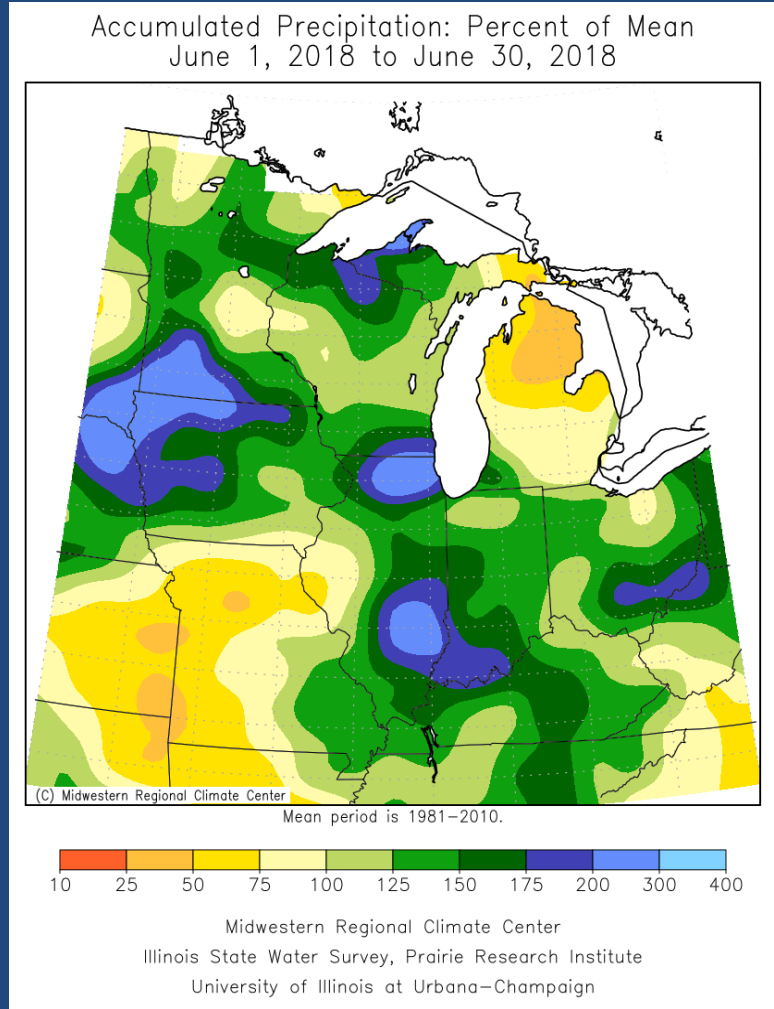 Accumulated Precipitation: Percent of Mean
June 1, 2018 to June 30, 2018
(C) Midwestern Regional Climate Center
Mean period is 1981-2010.
10 25 50 75 100 125 150 175 200 300 400
Midwestern Regional Climate Center
Illinois State Water Survey, Prairie Research Institute
University of Illinois at Urbana-Champaign